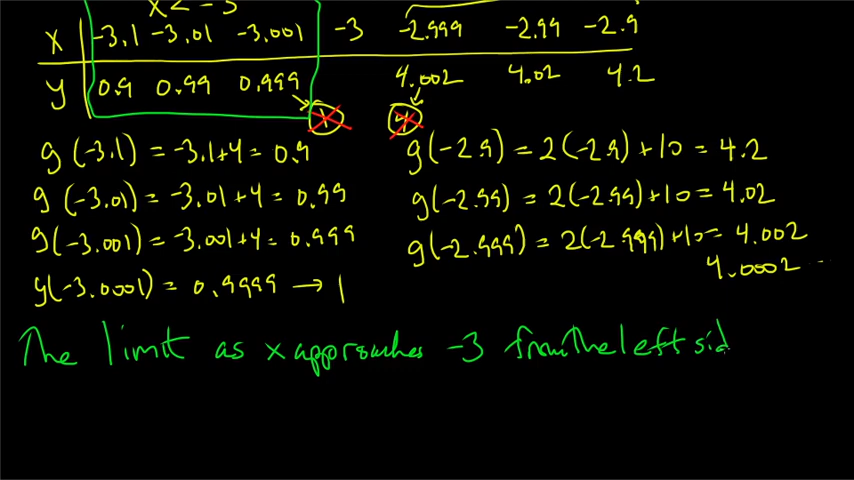 x < -3
x -3.1 -3.01 -3.001 -3 -2.999 -2.99 -2.9
y 0.9 0.99 0.999 4.002 4.02 4.2
1 4
g(-3.1) = -3.1+4 = 0.9 g(-2.9) = 2(-2.9)+10 = 4.2
g(-3.01) = -3.01+4 = 0.99 g(-2.99) = 2(-2.99)+10 = 4.02
g(-3.001) = -3.001+4 = 0.999 g(-2.999) = 2(-2.999)+10 = 4.002
4.0002 ...
g(-3.0001) = 0.9999 → 1
The limit as x approaches -3 from the left sid